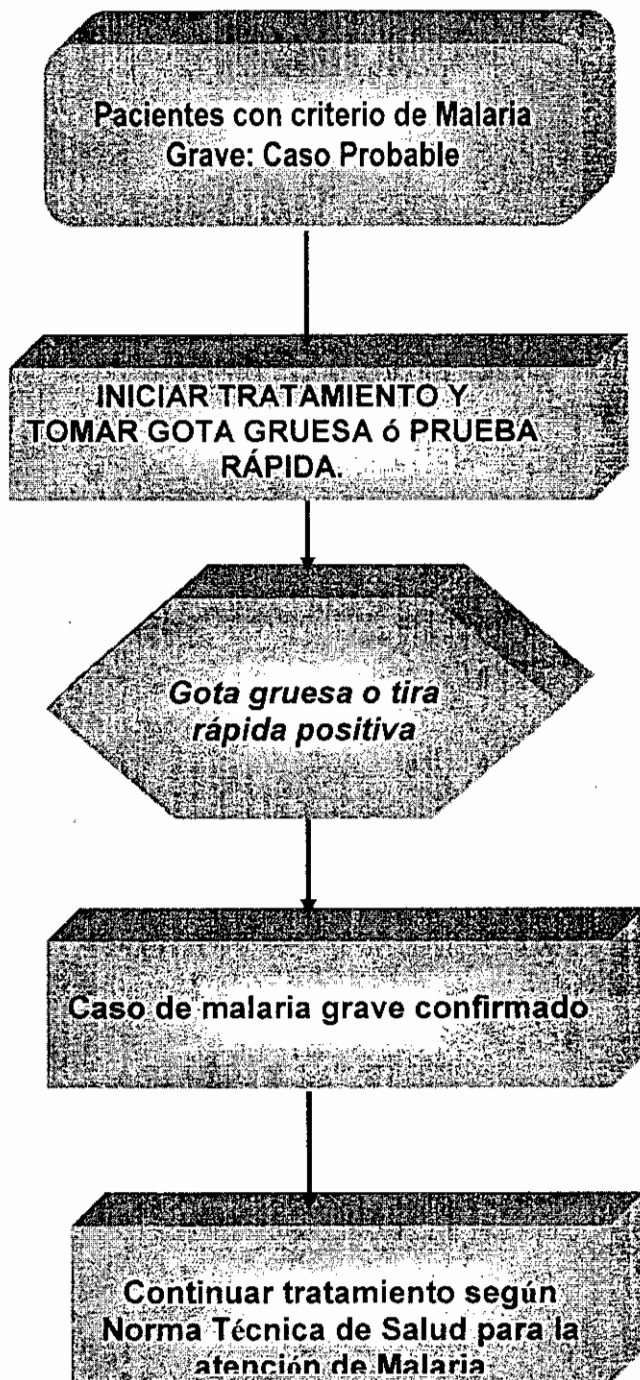 Pacientes con criterio de Malaria
Grave: Caso Probable
INICIAR TRATAMIENTO Y
TOMAR GOTA GRUESA ó PRUEBA
RÁPIDA.
Gota gruesa o tira
rápida positiva
Caso de malaria grave confirmado
Continuar tratamiento según
Norma Técnica de Salud para la
atención de Malaria